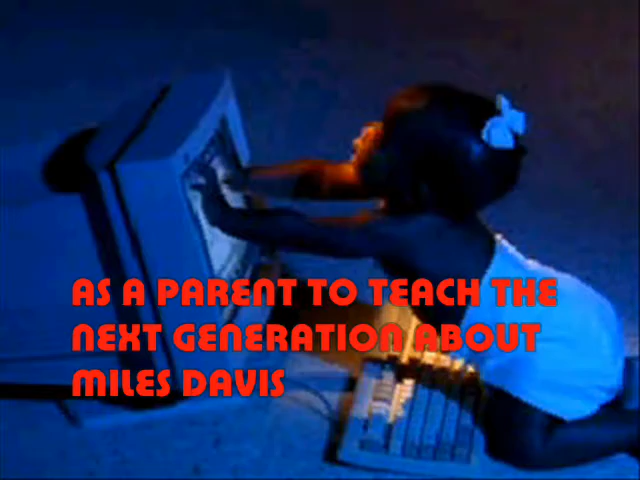 AS A PARENT TO TEACH THE
NEXT GENERATION ABOUT
MILES DAVIS